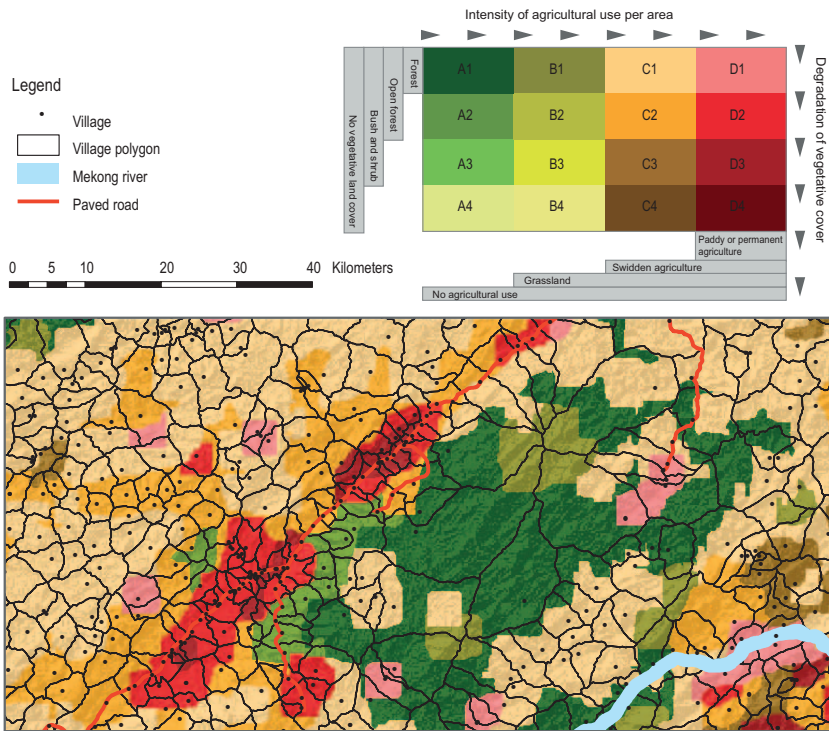 Intensity of agricultural use per area
Legend
Village
Village polygon
Mekong river
Paved road
0 5 10 20 30 40 Kilometers
No vegetative land cover
Bush and shrub
Open forest
Forest
A1 B1 C1 D1
A2 B2 C2 D2
A3 B3 C3 D3
A4 B4 C4 D4
Degradation of vegetative cover
Paddy or permanent
agriculture
Swidden agriculture
Grassland
No agricultural use